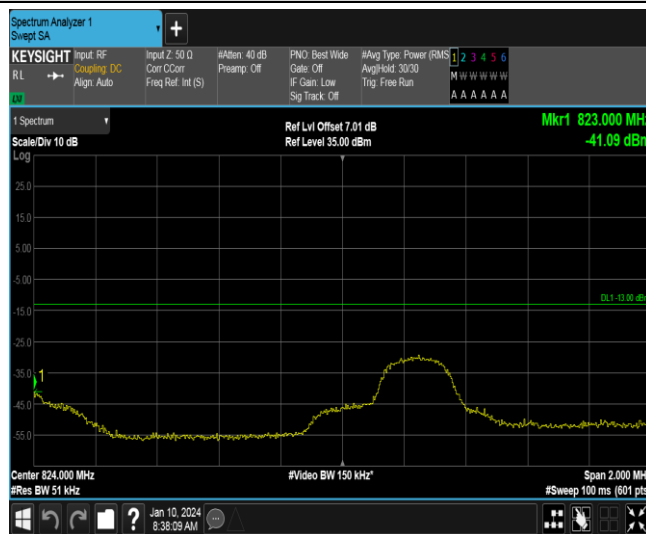 Spectrum Analyzer 1
Swept SA
+
KEYSIGHT Input: RF Input Z: 50 Ω #Atten: 40 dB PNO: Best Wide #Avg Type: Power (RMS 1 2 3 4 5 6
RL Coupling: DC Corr CCorr Preamp: Off Gate: Off Avg|Hold: 30/30 M W W W W W
Align: Auto Freq Ref: Int (S) IF Gain: Low Trig: Free Run
Sig Track: Off A A A A A A
LXI
1 Spectrum Ref Lvl Offset 7.01 dB Mkr1 823.000 MHz
Scale/Div 10 dB Ref Level 35.00 dBm -41.09 dBm
Log
25.0
15.0
5.00
-5.00
DL1 -13.00 dBm
-15.0
-25.0
-35.0
1
-45.0
-55.0
Center 824.000 MHz #Video BW 150 kHz* Span 2.000 MHz
#Res BW 51 kHz #Sweep 100 ms (601 pts
? Jan 10, 2024
8:38:09 AM